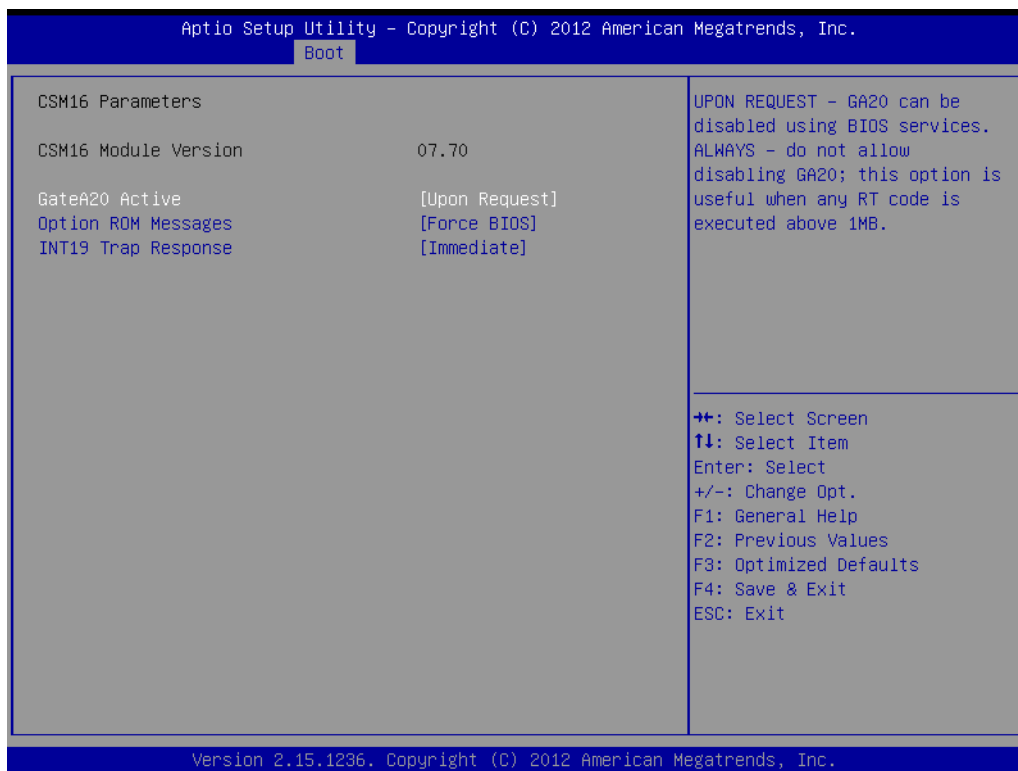 Aptio Setup Utility – Copyright (C) 2012 American Megatrends, Inc.
Boot
CSM16 Parameters
CSM16 Module Version 07.70
GateA20 Active [Upon Request]
Option ROM Messages [Force BIOS]
INT19 Trap Response [Immediate]
UPON REQUEST – GA20 can be
disabled using BIOS services.
ALWAYS – do not allow
disabling GA20; this option is
useful when any RT code is
executed above 1MB.
→←: Select Screen
↑↓: Select Item
Enter: Select
+/-: Change Opt.
F1: General Help
F2: Previous Values
F3: Optimized Defaults
F4: Save & Exit
ESC: Exit
Version 2.15.1236. Copyright (C) 2012 American Megatrends, Inc.